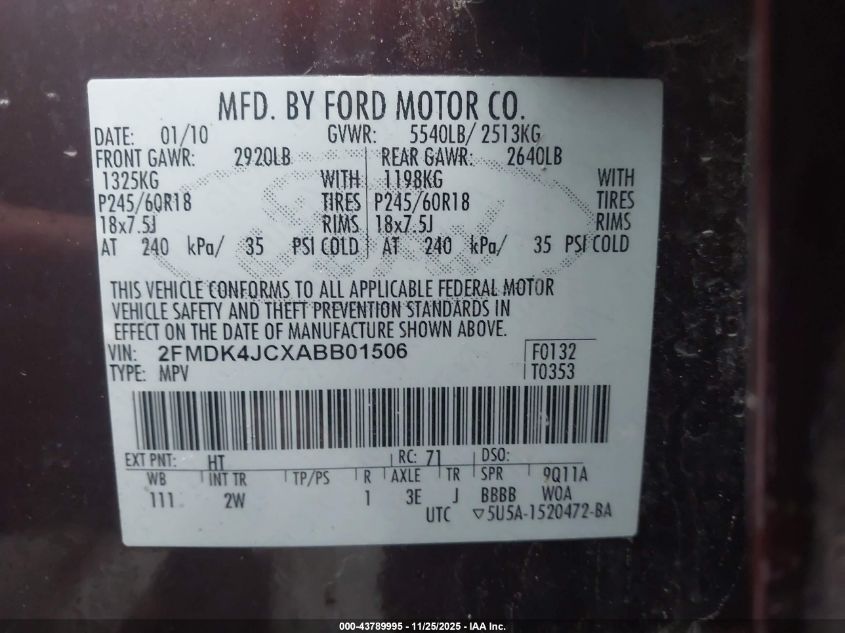 MFD. BY FORD MOTOR CO.
DATE: 01/10 GVWR: 5540LB/ 2513KG
FRONT GAWR: 2920LB REAR GAWR: 2640LB
1325KG WITH 1198KG WITH
P245/60R18 TIRES P245/60R18 TIRES
18x7.5J RIMS 18x7.5J RIMS
AT 240 kPa/ 35 PSI COLD AT 240 kPa/ 35 PSI COLD
THIS VEHICLE CONFORMS TO ALL APPLICABLE FEDERAL MOTOR
VEHICLE SAFETY AND THEFT PREVENTION STANDARDS IN
EFFECT ON THE DATE OF MANUFACTURE SHOWN ABOVE.
VIN: 2FMDK4JCXABB01506 F0132
TYPE: MPV T0353
EXT PNT: HT RC: 71 DSO:
WB INT TR TP/PS R AXLE TR SPR 9Q11A
111 2W 1 3E J BBBB W0A
UTC ▽5U5A-1520472-BA
000-43789995 - 11/25/2025 - IAA Inc.